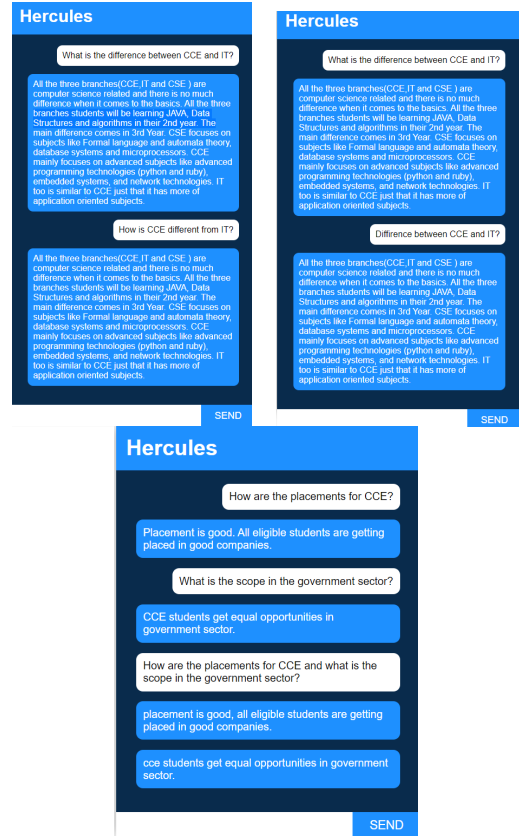 Hercules
What is the difference between CCE and IT?
All the three branches(CCE,IT and CSE ) are
computer science related and there is no much
difference when it comes to the basics. All the three
branches students will be learning JAVA, Data
Structures and algorithms in their 2nd year. The
main difference comes in 3rd Year. CSE focuses on
subjects like Formal language and automata theory,
database systems and microprocessors. CCE
mainly focuses on advanced subjects like advanced
programming technologies (python and ruby),
embedded systems, and network technologies. IT
too is similar to CCE just that it has more of
application oriented subjects.
How is CCE different from IT?
All the three branches(CCE,IT and CSE ) are
computer science related and there is no much
difference when it comes to the basics. All the three
branches students will be learning JAVA, Data
Structures and algorithms in their 2nd year. The
main difference comes in 3rd Year. CSE focuses on
subjects like Formal language and automata theory,
database systems and microprocessors. CCE
mainly focuses on advanced subjects like advanced
programming technologies (python and ruby),
embedded systems, and network technologies. IT
too is similar to CCE just that it has more of
application oriented subjects.
SEND
Hercules
What is the difference between CCE and IT?
All the three branches(CCE,IT and CSE ) are
computer science related and there is no much
difference when it comes to the basics. All the three
branches students will be learning JAVA, Data
Structures and algorithms in their 2nd year. The
main difference comes in 3rd Year. CSE focuses on
subjects like Formal language and automata theory,
database systems and microprocessors. CCE
mainly focuses on advanced subjects like advanced
programming technologies (python and ruby),
embedded systems, and network technologies. IT
too is similar to CCE just that it has more of
application oriented subjects.
Difirence between CCE and IT?
All the three branches(CCE,IT and CSE ) are
computer science related and there is no much
difference when it comes to the basics. All the three
branches students will be learning JAVA, Data
Structures and algorithms in their 2nd year. The
main difference comes in 3rd Year. CSE focuses on
subjects like Formal language and automata theory,
database systems and microprocessors. CCE
mainly focuses on advanced subjects like advanced
programming technologies (python and ruby),
embedded systems, and network technologies. IT
too is similar to CCE just that it has more of
application oriented subjects.
SEND
Hercules
How are the placements for CCE?
Placement is good. All eligible students are getting
placed in good companies.
What is the scope in the government sector?
CCE students get equal opportunities in
government sector.
How are the placements for CCE and what is the
scope in the government sector?
placement is good, all eligible students are getting
placed in good companies.
cce students get equal opportunities in government
sector.
SEND